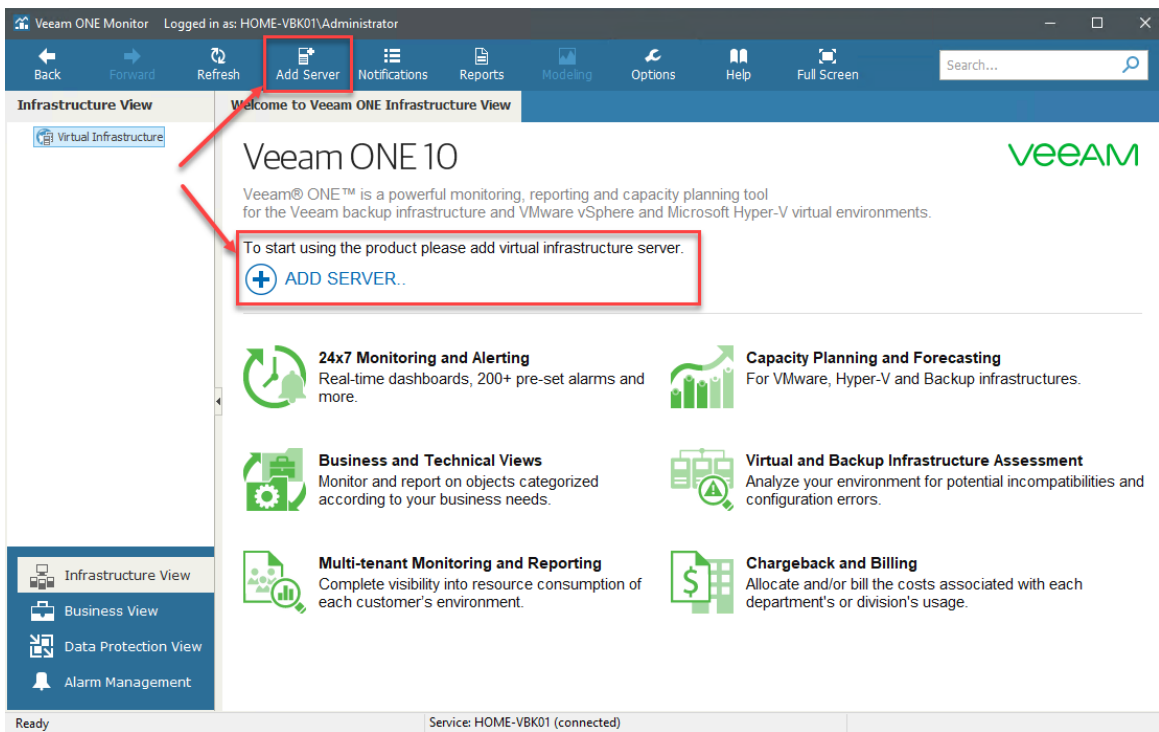 Veeam ONE Monitor Logged in as: HOME-VBK01\Administrator
Back Forward Refresh Add Server Notifications Reports Modeling Options Help Full Screen Search...
Infrastructure View
Virtual Infrastructure
Welcome to Veeam ONE Infrastructure View
Veeam ONE 10
veeAM
Veeam® ONE™ is a powerful monitoring, reporting and capacity planning tool
for the Veeam backup infrastructure and VMware vSphere and Microsoft Hyper-V virtual environments.
To start using the product please add virtual infrastructure server.
ADD SERVER..
24x7 Monitoring and Alerting
Real-time dashboards, 200+ pre-set alarms and
more.
Capacity Planning and Forecasting
For VMware, Hyper-V and Backup infrastructures.
Business and Technical Views
Monitor and report on objects categorized
according to your business needs.
Virtual and Backup Infrastructure Assessment
Analyze your environment for potential incompatibilities and
configuration errors.
Multi-tenant Monitoring and Reporting
Complete visibility into resource consumption of
each customer's environment.
Chargeback and Billing
Allocate and/or bill the costs associated with each
department's or division's usage.
Infrastructure View
Business View
Data Protection View
Alarm Management
Ready
Service: HOME-VBK01 (connected)